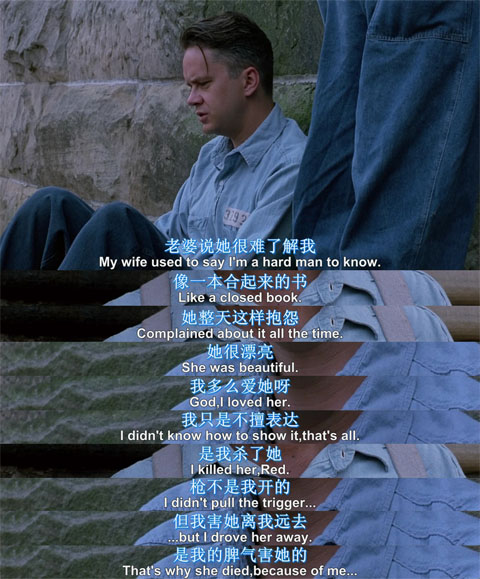 老婆说她很难了解我
My wife used to say I'm a hard man to know.
像一本合起来的书
Like a closed book.
她整天这样抱怨
Complained about it all the time.
她很漂亮
She was beautiful.
我多么爱她呀
God,I loved her.
我只是不擅表达
I didn't know how to show it,that's all.
是我杀了她
I killed her,Red.
枪不是我开的
I didn't pull the trigger...
但我害她离我远去
...but I drove her away.
是我的脾气害她的
That's why she died,because of me...